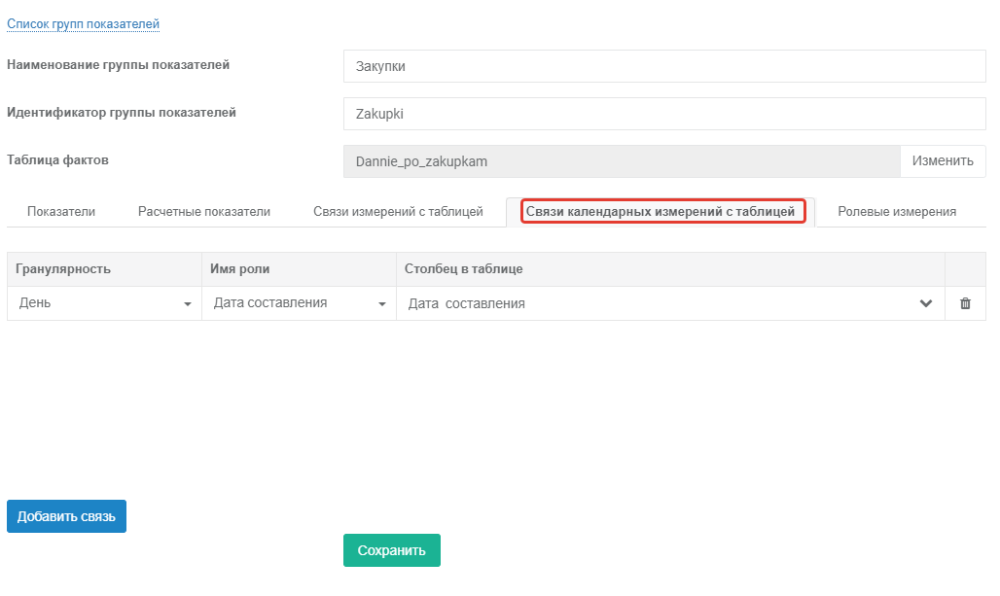 Список групп показателей
Наименование группы показателей Закупки
Идентификатор группы показателей Zakupki
Таблица фактов Dannie_po_zakupkam Изменить
Показатели Расчетные показатели Связи измерений с таблицей Связи календарных измерений с таблицей Ролевые измерения
Гранулярность Имя роли Столбец в таблице
День Дата составления Дата составления
Добавить связь
Сохранить